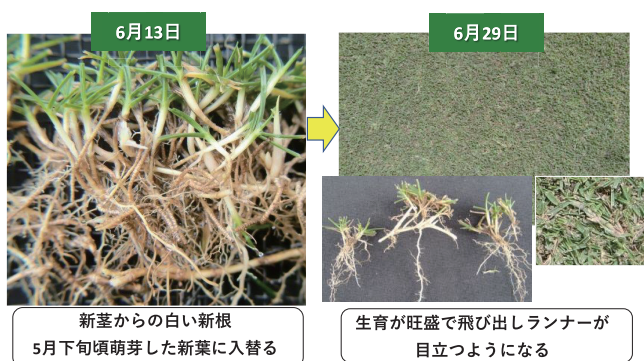 6月13日
6月29日
新茎からの白い新根
5月下旬頃萌芽した新葉に入替る
生育が旺盛で飛び出しランナーが
目立つようになる